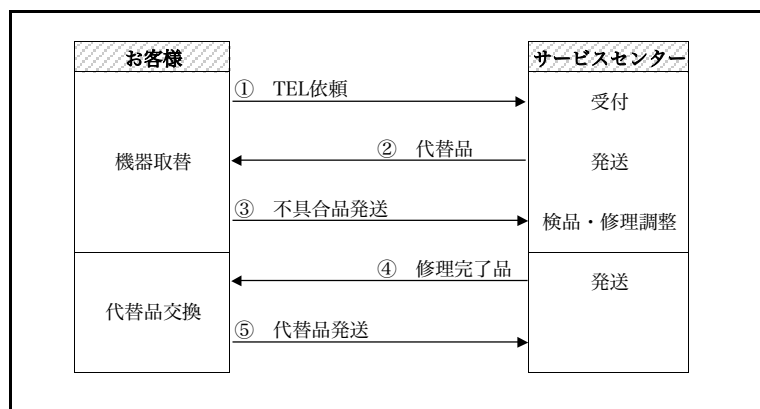 お客様
サービスセンター
① TEL依頼
受付
機器取替
② 代替品
発送
③ 不具合品発送
検品・修理調整
④ 修理完了品
発送
代替品交換
⑤ 代替品発送